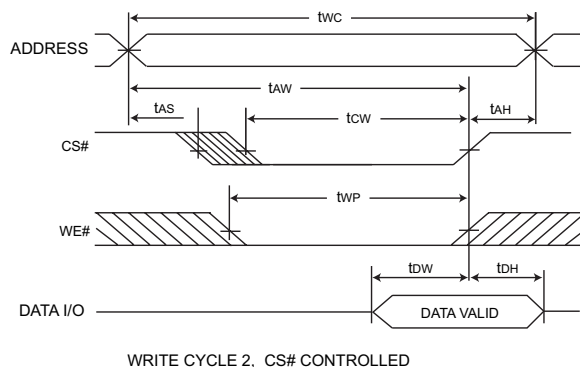 tWC
ADDRESS
tAW
tAS
tCW
tAH
CS#
tWP
WE#
tDW
tDH
DATA I/O
DATA VALID
WRITE CYCLE 2, CS# CONTROLLED